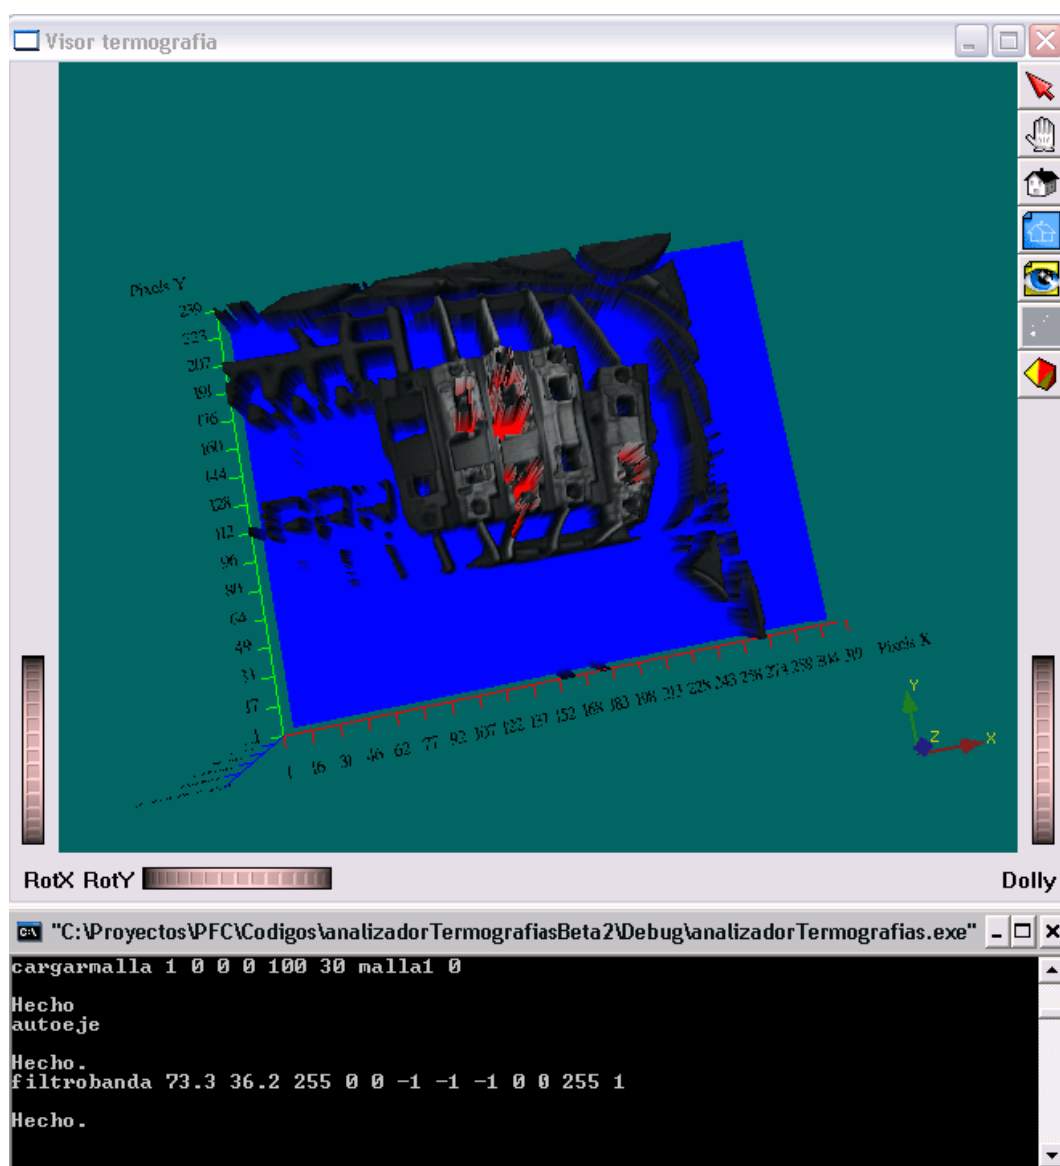 Visor termografia
Pixels Y
239
223
207
191
176
160
144
128
112
96
80
64
49
33
17
1
1 16 31 46 62 77 92 107 122 137 152 168 183 198 213 228 243 258 273 289 304 319 Pixels X
Y
Z
X
RotX RotY
Dolly
"C:\Proyectos\PFC\Codigos\analizadorTermografiasBeta2\Debug\analizadorTermografias.exe"
cargarmalla 1 0 0 0 100 30 malla1 0
Hecho
autoeje
Hecho.
filtrobanda 73.3 36.2 255 0 0 -1 -1 -1 0 0 255 1
Hecho.